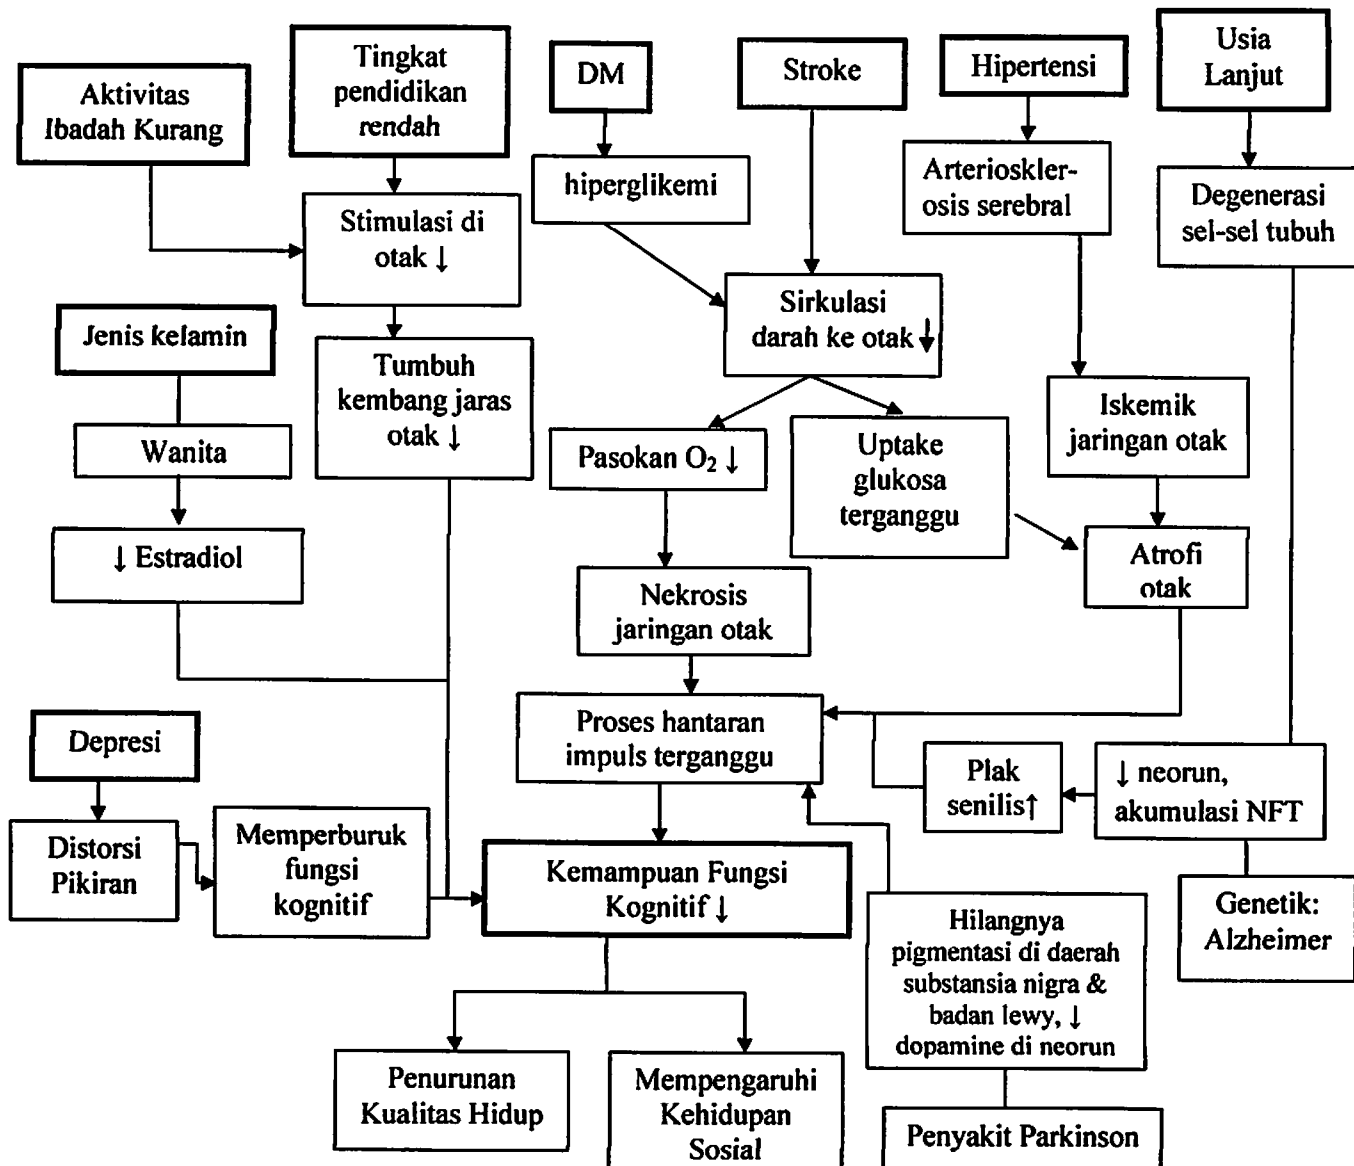 Aktivitas
Ibadah Kurang
Tingkat
pendidikan
rendah
DM
Stroke
Hipertensi
Usia
Lanjut
hiperglikemi
Arterioskler-
osis serebral
Degenerasi
sel-sel tubuh
Stimulasi di
otak ↓
Sirkulasi
darah ke otak ↓
Jenis kelamin
Tumbuh
kembang jaras
otak ↓
Iskemik
jaringan otak
Wanita
Pasokan O₂ ↓
Uptake
glukosa
terganggu
↓ Estradiol
Atrofi
otak
Nekrosis
jaringan otak
Depresi
Proses hantaran
impuls terganggu
Plak
senilis↑
↓ neorun,
akumulasi NFT
Distorsi
Pikiran
Memperburuk
fungsi
kognitif
Kemampuan Fungsi
Kognitif ↓
Hilangnya
pigmentasi di daerah
substansia nigra &
badan lewy, ↓
dopamine di neorun
Genetik:
Alzheimer
Penurunan
Kualitas Hidup
Mempengaruhi
Kehidupan
Sosial
Penyakit Parkinson